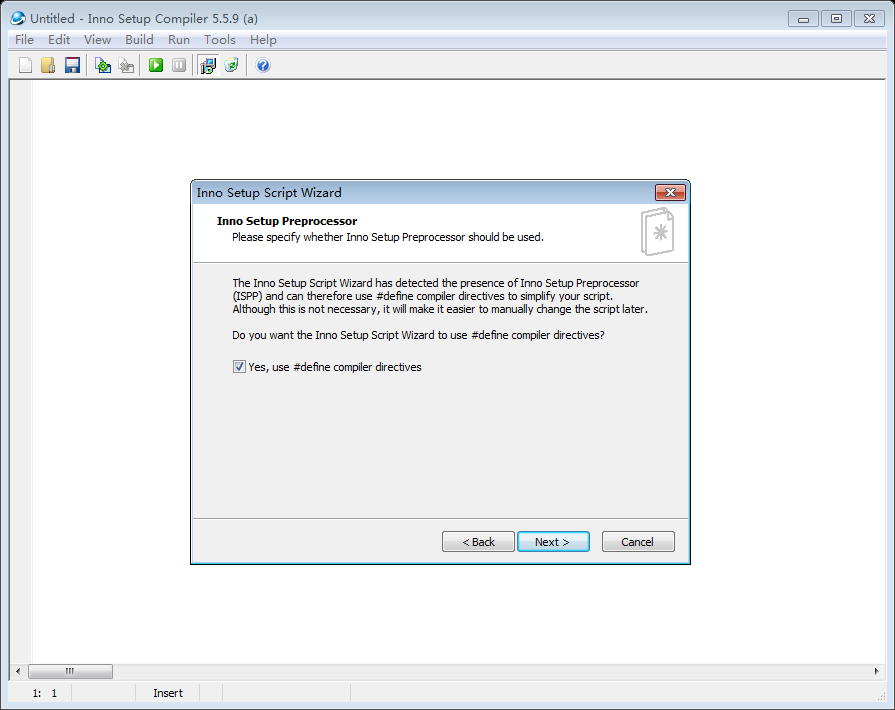 Untitled - Inno Setup Compiler 5.5.9 (a)
File Edit View Build Run Tools Help
Inno Setup Script Wizard
Inno Setup Preprocessor
Please specify whether Inno Setup Preprocessor should be used.
The Inno Setup Script Wizard has detected the presence of Inno Setup Preprocessor
(ISPP) and can therefore use #define compiler directives to simplify your script.
Although this is not necessary, it will make it easier to manually change the script later.
Do you want the Inno Setup Script Wizard to use #define compiler directives?
Yes, use #define compiler directives
< Back Next > Cancel
1: 1 Insert